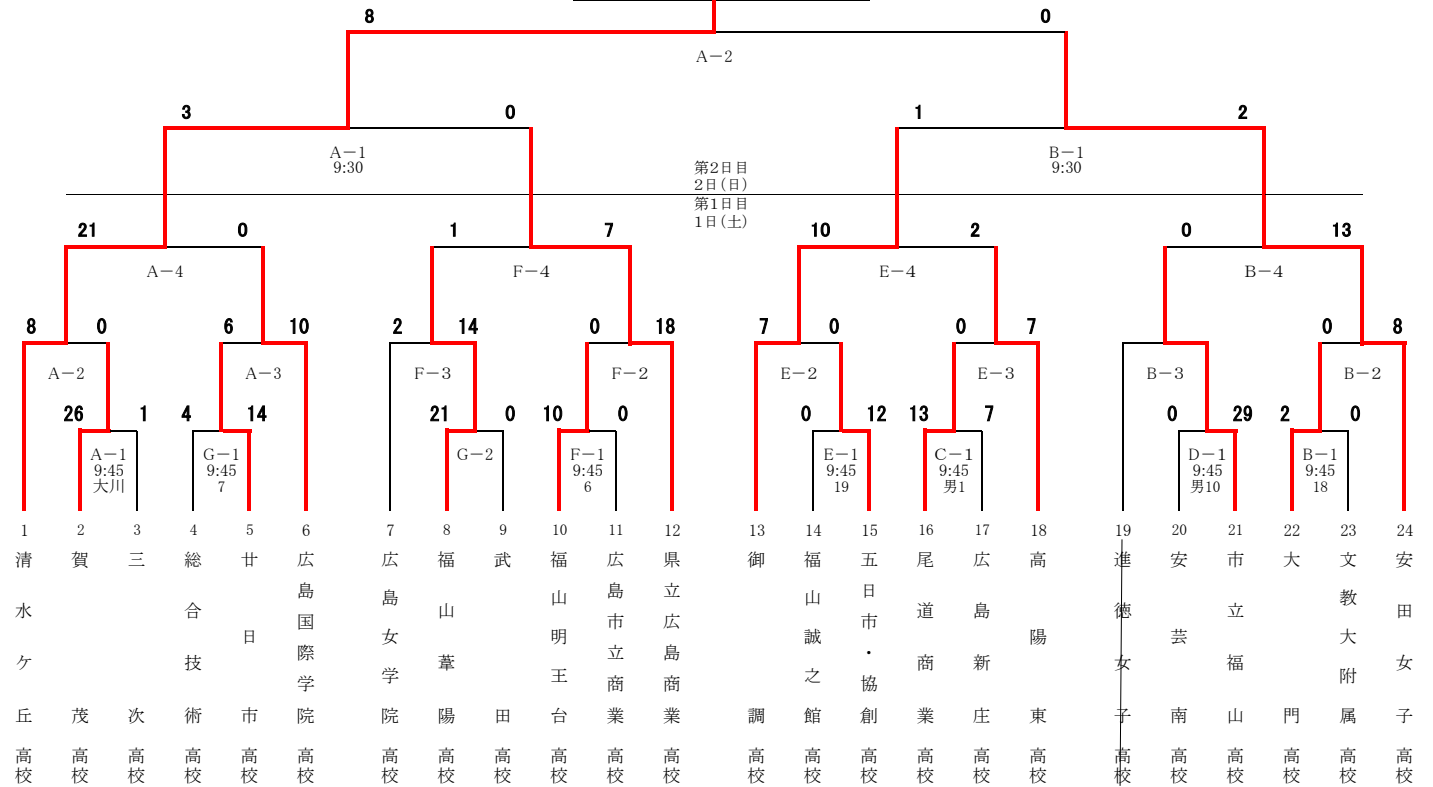 8 0
A－2
3 0 1 2
A－1 B－1
9:30 9:30
第2日目
2日(日)
第1日目
1日(土)
21 0 1 7 10 2 0 13
A－4 F－4 E－4 B－4
8 0 6 10 2 14 0 18 7 0 0 7 0 8
A－2 A－3 F－3 F－2 E－2 E－3 B－3 B－2
26 1 4 14 21 0 10 0 0 12 13 7 0 29 2 0
A－1 G－1 G－2 F－1 E－1 C－1 D－1 B－1
9:45 9:45 9:45 9:45 9:45 9:45 9:45
大川 7 6 19 男1 男10 18
1 2 3 4 5 6 7 8 9 10 11 12 13 14 15 16 17 18 19 20 21 22 23 24
清水ケ丘高校
賀茂高校
三次高校
総合技術高校
廿日市高校
広島国際学院高校
広島女学院高校
福山葦陽高校
武田高校
福山明王台高校
広島市立商業高校
県立広島商業高校
御調高校
福山誠之館高校
五日市・協創高校
尾道商業高校
広島新庄高校
高陽東高校
進徳女子高校
安芸南高校
市立福山高校
大門高校
文教大附属高校
安田女子高校